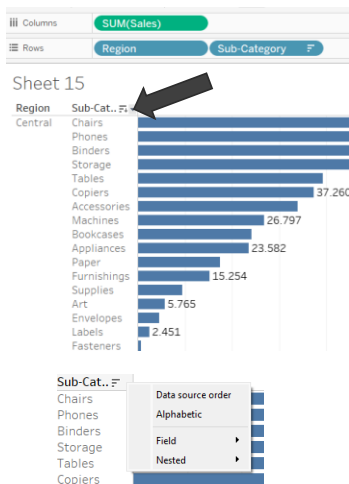 Columns SUM(Sales)
Rows Region Sub-Category
Sheet 15
Region Sub-Cat..
Central Chairs
Phones
Binders
Storage
Tables
Copiers 37.260
Accessories
Machines 26.797
Bookcases
Appliances 23.582
Paper
Furnishings 15.254
Supplies
Art 5.765
Envelopes
Labels 2.451
Fasteners
Sub-Cat..
Chairs
Phones
Binders
Storage
Tables
Copiers
Data source order
Alphabetic
Field
Nested